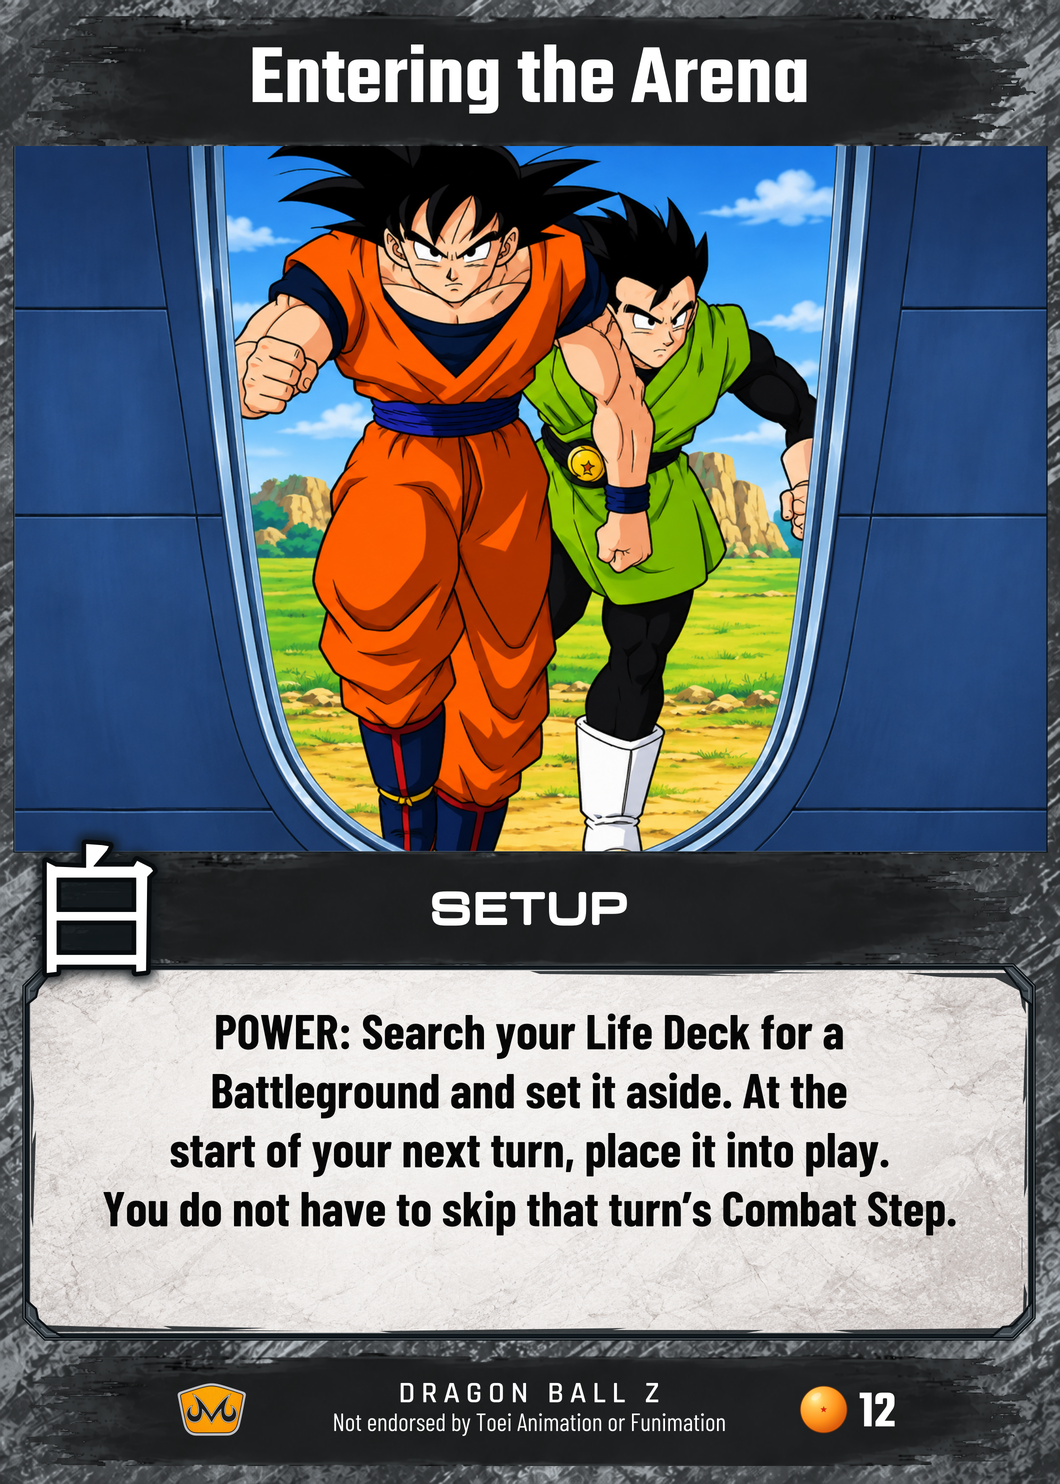 Entering the Arena
白
SETUP
POWER: Search your Life Deck for a
Battleground and set it aside. At the
start of your next turn, place it into play.
You do not have to skip that turn’s Combat Step.
M
DRAGON BALL Z
Not endorsed by Toei Animation or Funimation
12